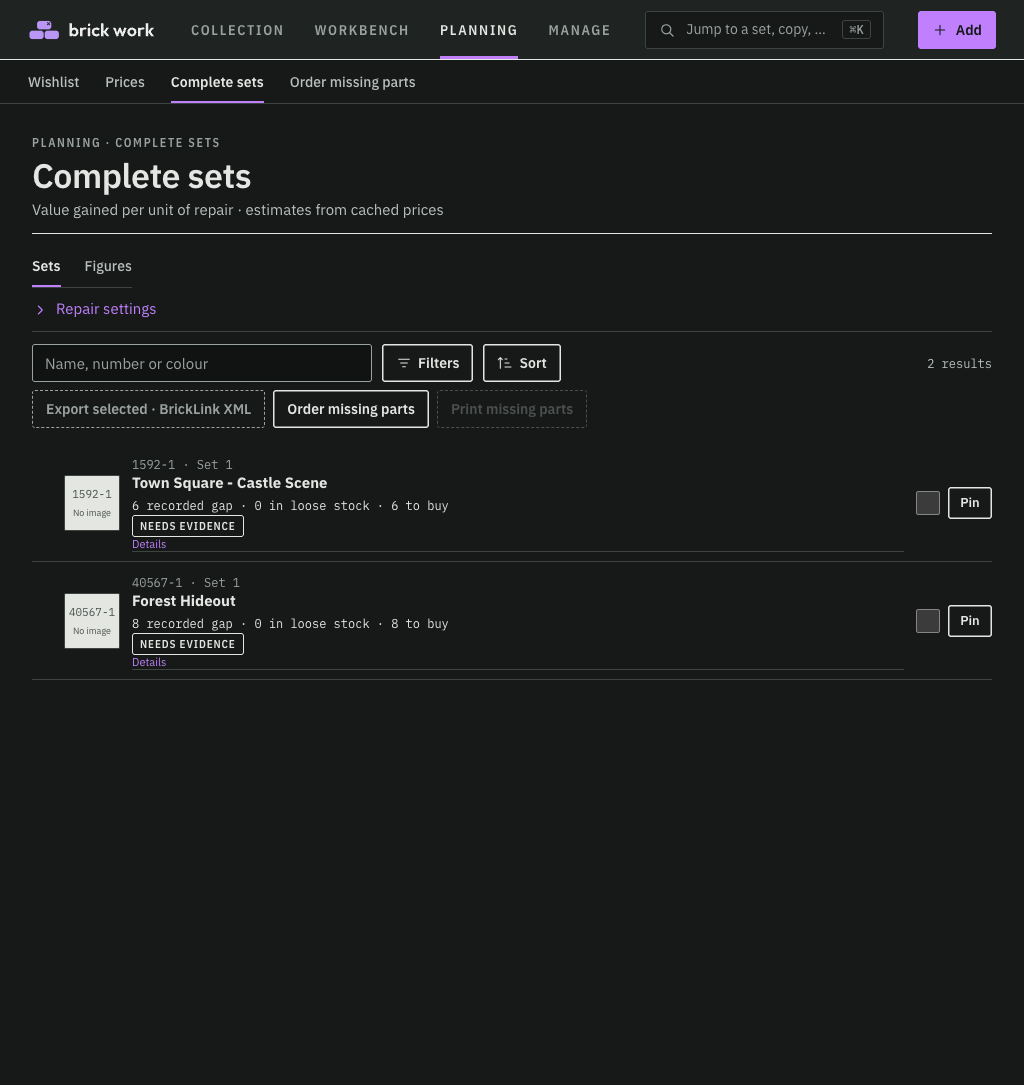 brick work
COLLECTION
WORKBENCH
PLANNING
MANAGE
Jump to a set, copy, ...
⌘K
+ Add
Wishlist
Prices
Complete sets
Order missing parts
PLANNING · COMPLETE SETS
Complete sets
Value gained per unit of repair · estimates from cached prices
Sets
Figures
Repair settings
Name, number or colour
Filters
Sort
2 results
Export selected · BrickLink XML
Order missing parts
Print missing parts
1592-1
No image
1592-1 · Set 1
Town Square - Castle Scene
6 recorded gap · 0 in loose stock · 6 to buy
NEEDS EVIDENCE
Details
Pin
40567-1
No image
40567-1 · Set 1
Forest Hideout
8 recorded gap · 0 in loose stock · 8 to buy
NEEDS EVIDENCE
Details
Pin